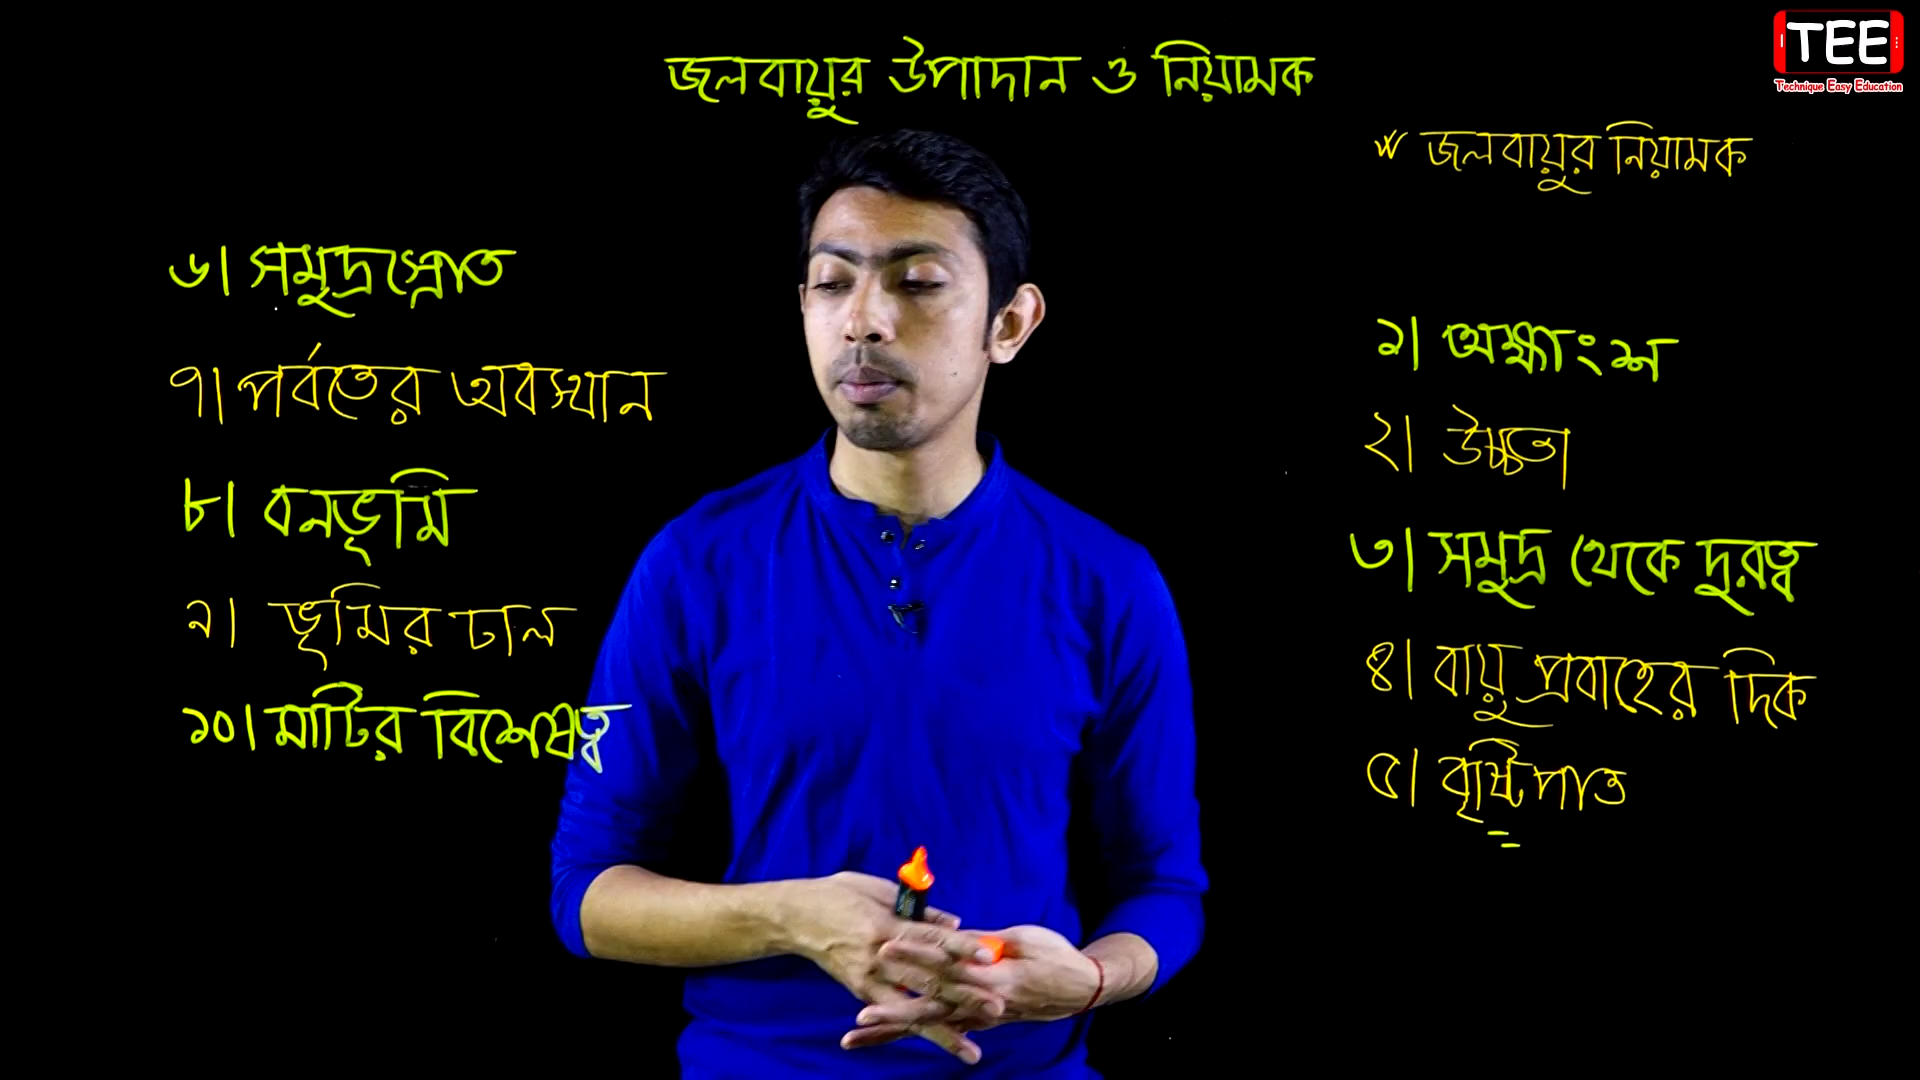 জলবায়ুর উপাদান ও নিয়ামক
TEE
Technique Easy Education
* জলবায়ুর নিয়ামক
১। অক্ষাংশ
২। উচ্চতা
৩। সমুদ্র থেকে দুরত্ব
৪। বায়ু প্রবাহের দিক
৫। বৃষ্টিপাত
৬। সমুদ্রস্রোত
৭। পর্বতের অবস্থান
৮। বনভূমি
৯। ভূমির ঢাল
১০। মাটির বিশেষত্ব